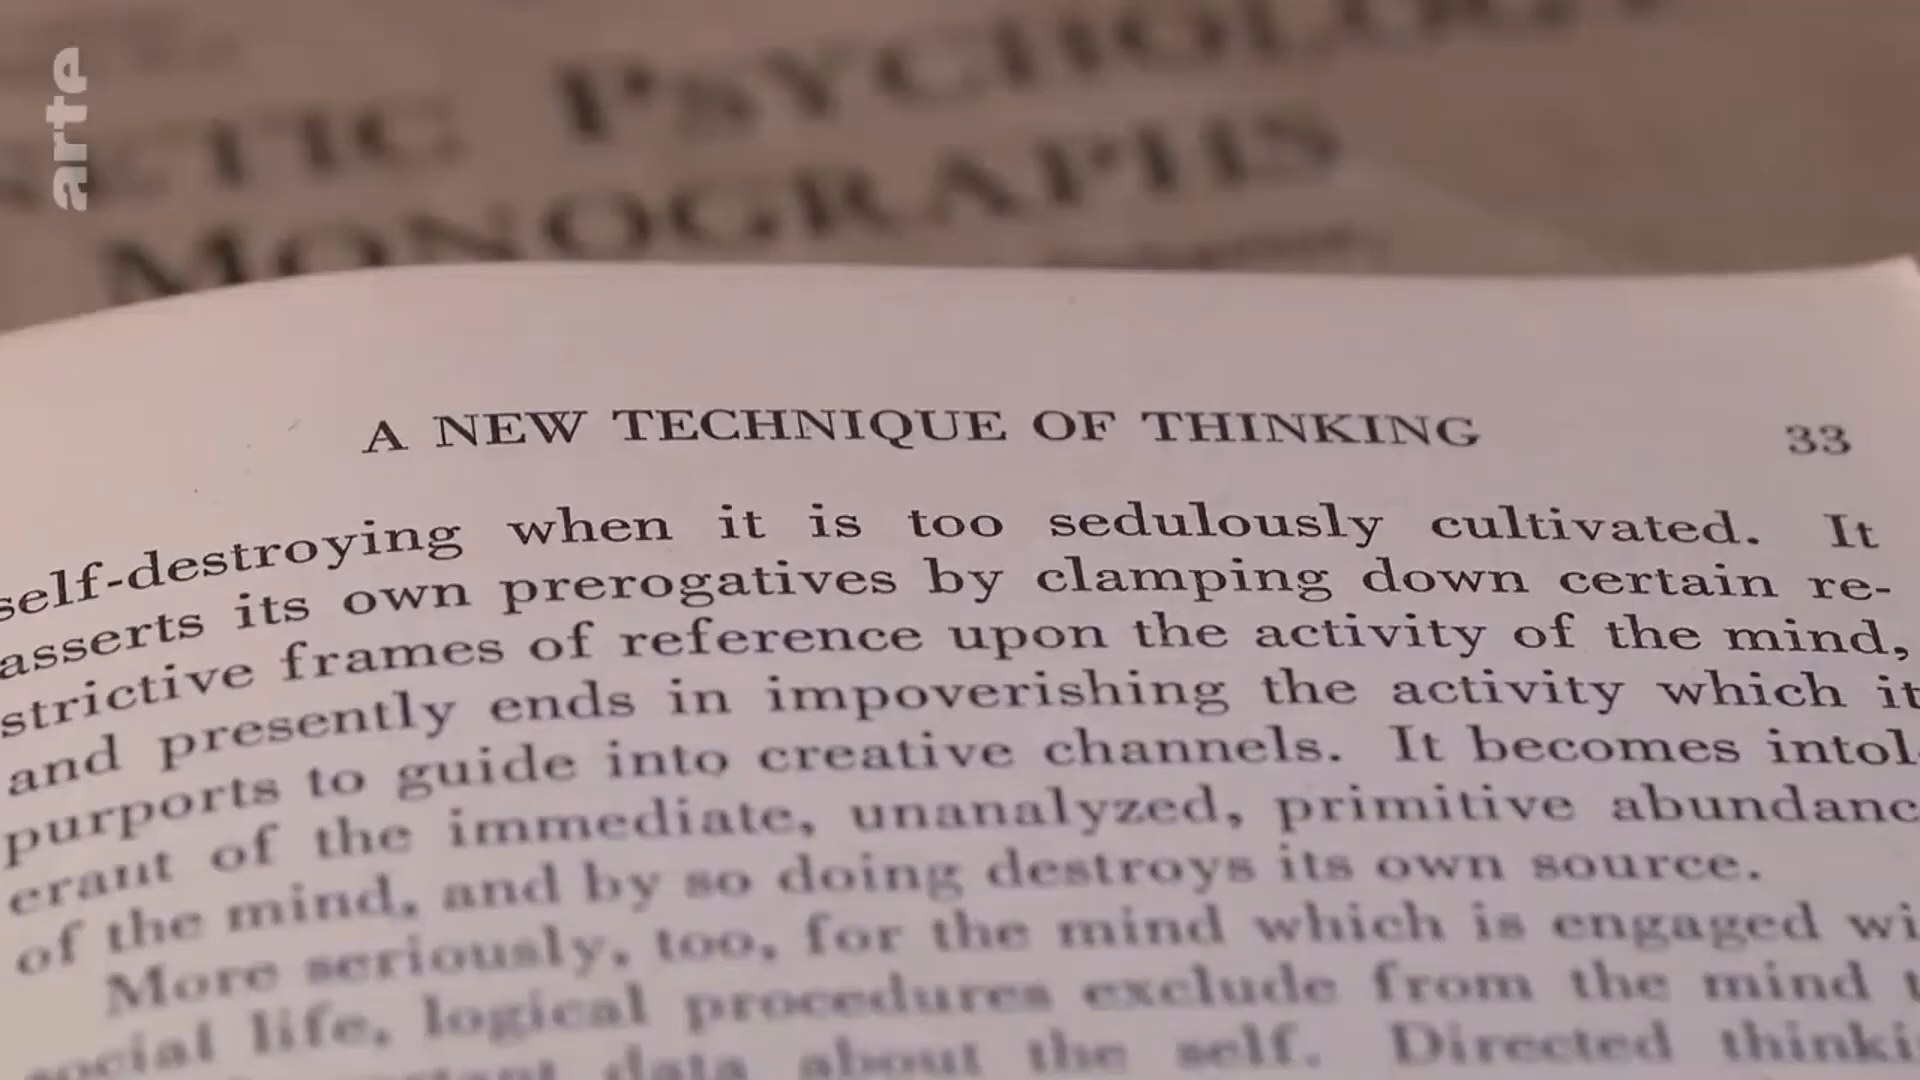 arte
PSYCHOLOGY
MONOGRAPHS
A NEW TECHNIQUE OF THINKING 33
self-destroying when it is too sedulously cultivated. It
asserts its own prerogatives by clamping down certain re-
strictive frames of reference upon the activity of the mind,
and presently ends in impoverishing the activity which it
purports to guide into creative channels. It becomes intol-
erant of the immediate, unanalyzed, primitive abundanc
of the mind, and by so doing destroys its own source.
More seriously, too, for the mind which is engaged wi
social life, logical procedures exclude from the mind t
data about the self. Directed thinki